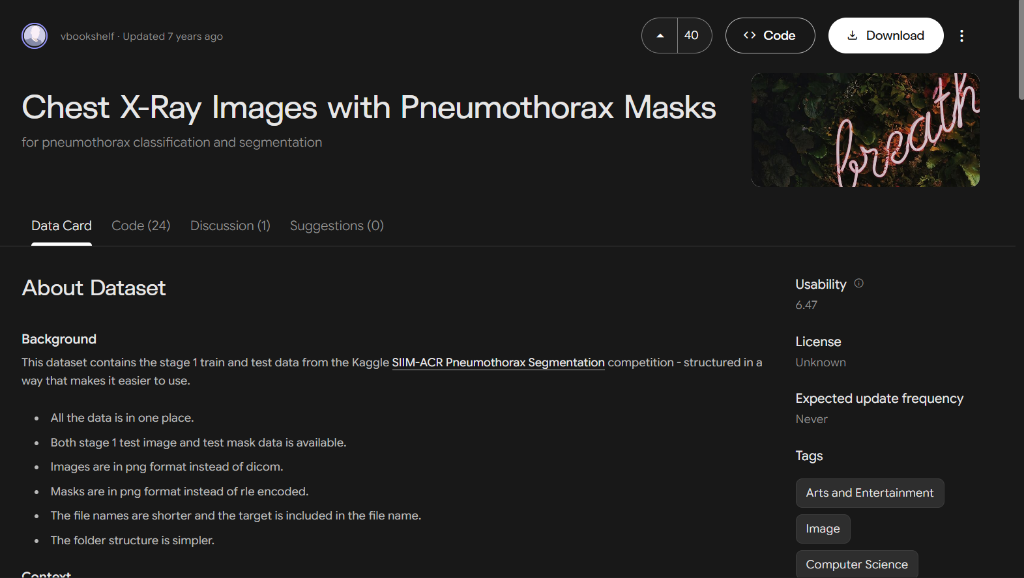 vbookshelf · Updated 7 years ago
40
Code
Download
Chest X-Ray Images with Pneumothorax Masks
for pneumothorax classification and segmentation
breath
Data Card
Code (24)
Discussion (1)
Suggestions (0)
About Dataset
Background
This dataset contains the stage 1 train and test data from the Kaggle SIIM-ACR Pneumothorax Segmentation competition - structured in a
way that makes it easier to use.
• All the data is in one place.
• Both stage 1 test image and test mask data is available.
• Images are in png format instead of dicom.
• Masks are in png format instead of rle encoded.
• The file names are shorter and the target is included in the file name.
• The folder structure is simpler.
Context
Usability
6.47
License
Unknown
Expected update frequency
Never
Tags
Arts and Entertainment
Image
Computer Science